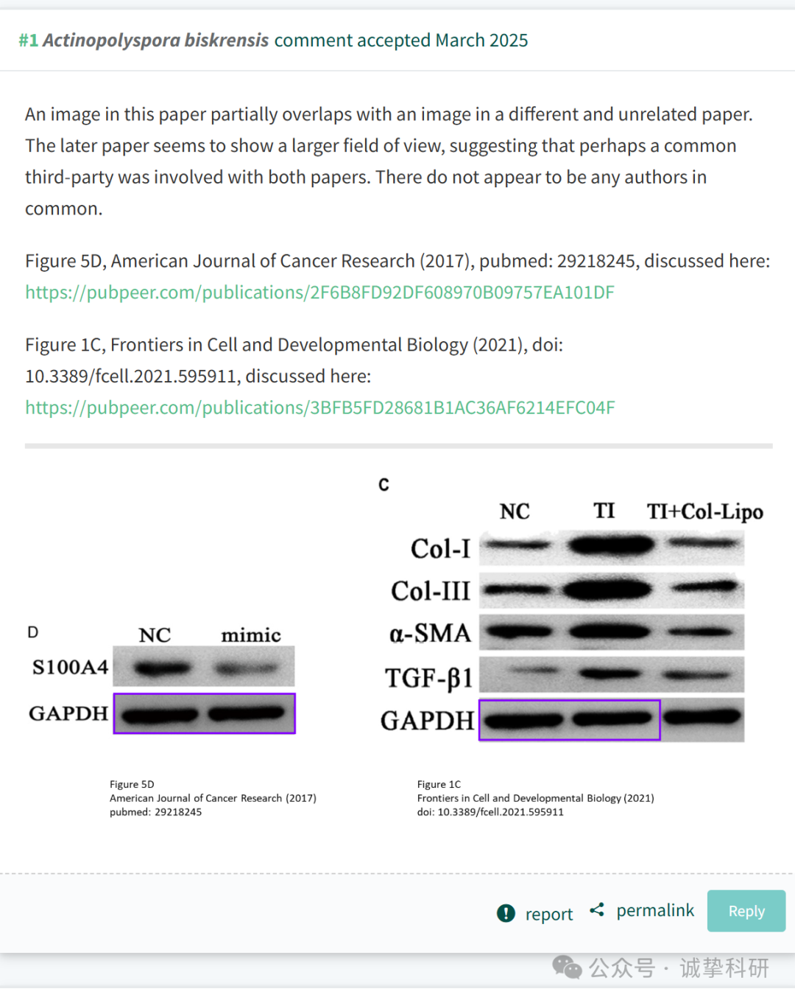 #1 Actinopolyspora biskrensis comment accepted March 2025
An image in this paper partially overlaps with an image in a different and unrelated paper.
The later paper seems to show a larger field of view, suggesting that perhaps a common
third-party was involved with both papers. There do not appear to be any authors in
common.
Figure 5D, American Journal of Cancer Research (2017), pubmed: 29218245, discussed here:
https://pubpeer.com/publications/2F6B8FD92DF608970B09757EA101DF
Figure 1C, Frontiers in Cell and Developmental Biology (2021), doi:
10.3389/fcell.2021.595911, discussed here:
https://pubpeer.com/publications/3BFB5FD28681B1AC36AF6214EFC04F
D
NC mimic
S100A4
GAPDH
Figure 5D
American Journal of Cancer Research (2017)
pubmed: 29218245
C
NC TI TI+Col-Lipo
Col-I
Col-III
α-SMA
TGF-β1
GAPDH
Figure 1C
Frontiers in Cell and Developmental Biology (2021)
doi: 10.3389/fcell.2021.595911
report permalink Reply
公众号 · 诚挚科研